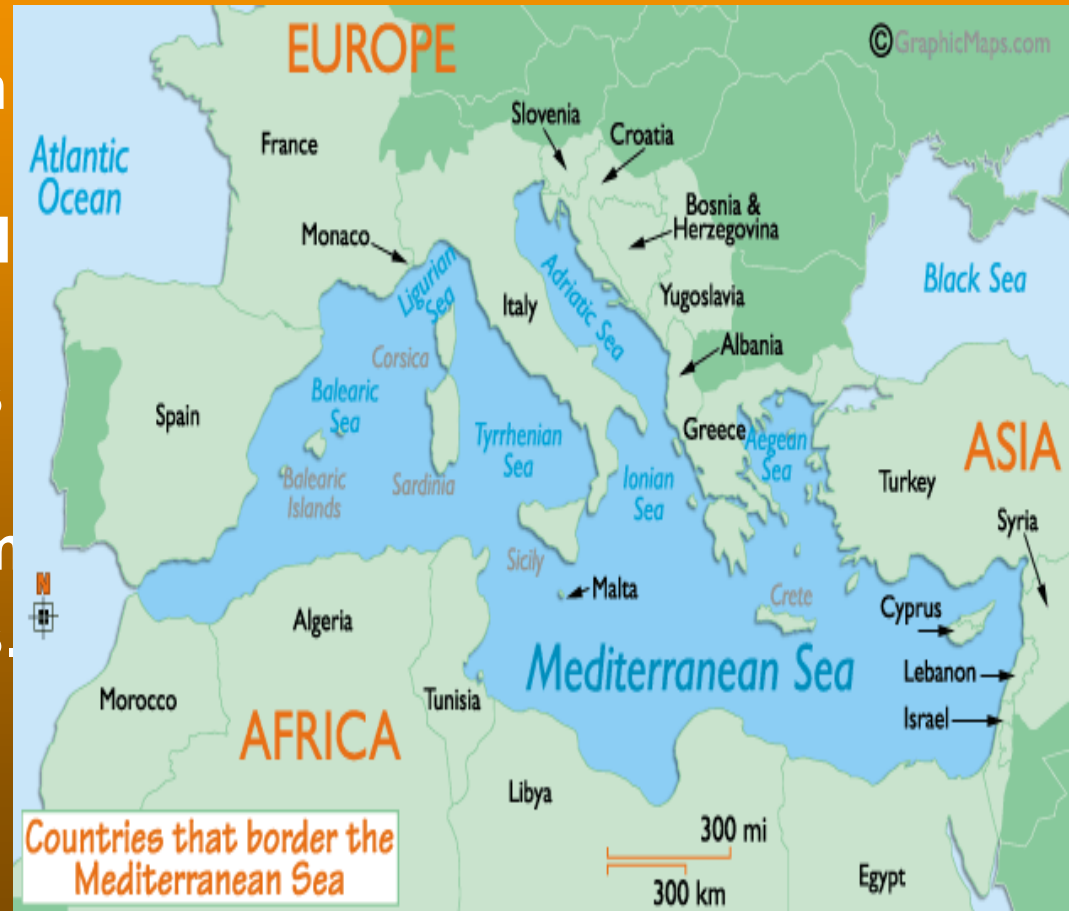 EUROPE
© GraphicMaps.com
Slovenia
Croatia
France
Atlantic
Ocean
Bosnia &
Herzegovina
Monaco
Ligurian
Sea
Adriatic Sea
Black Sea
Italy
Yugoslavia
Albania
Corsica
Balearic
Sea
Spain
Tyrrhenian
Sea
Greece
Aegean
Sea
ASIA
Turkey
Balearic
Islands
Sardinia
Ionian
Sea
Syria
Sicily
N
Malta
Crete
Cyprus
Algeria
Mediterranean Sea
Lebanon
Morocco
Tunisia
Israel
AFRICA
Libya
300 mi
300 km
Egypt
Countries that border the
Mediterranean Sea